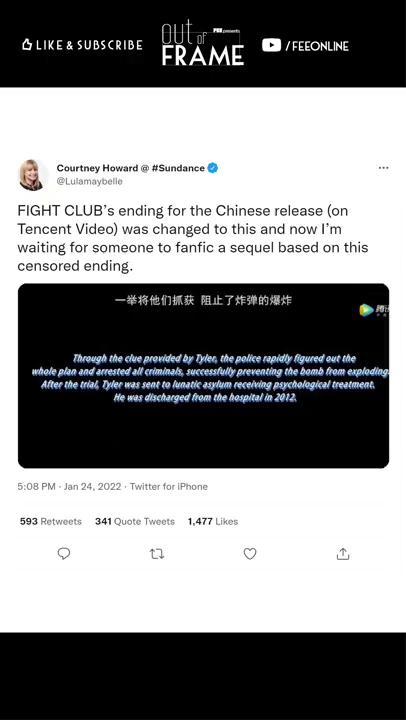 LIKE & SUBSCRIBE
OUT
OF
FEE presents
FRAME
/FEEONLINE
Courtney Howard @ #Sundance
@Lulamaybelle
FIGHT CLUB’s ending for the Chinese release (on
Tencent Video) was changed to this and now I’m
waiting for someone to fanfic a sequel based on this
censored ending.
一举将他们抓获 阻止了炸弹的爆炸
Through the clue provided by Tyler, the police rapidly figured out the
whole plan and arrested all criminals, successfully preventing the bomb from exploding.
After the trial, Tyler was sent to lunatic asylum receiving psychological treatment.
He was discharged from the hospital in 2012.
5:08 PM · Jan 24, 2022 · Twitter for iPhone
593 Retweets 341 Quote Tweets 1,477 Likes